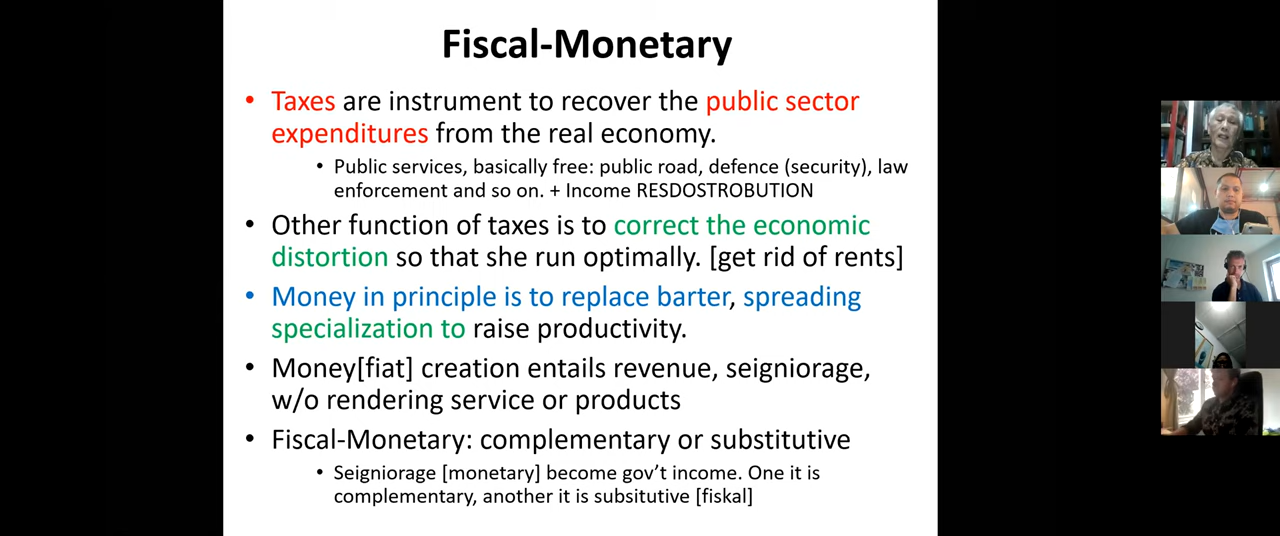 Fiscal-Monetary
• Taxes are instrument to recover the public sector
expenditures from the real economy.
• Public services, basically free: public road, defence (security), law
enforcement and so on. + Income RESDOSTROBUTION
• Other function of taxes is to correct the economic
distortion so that she run optimally. [get rid of rents]
• Money in principle is to replace barter, spreading
specialization to raise productivity.
• Money[fiat] creation entails revenue, seigniorage,
w/o rendering service or products
• Fiscal-Monetary: complementary or substitutive
• Seigniorage [monetary] become gov’t income. One it is
complementary, another it is subsitutive [fiskal]